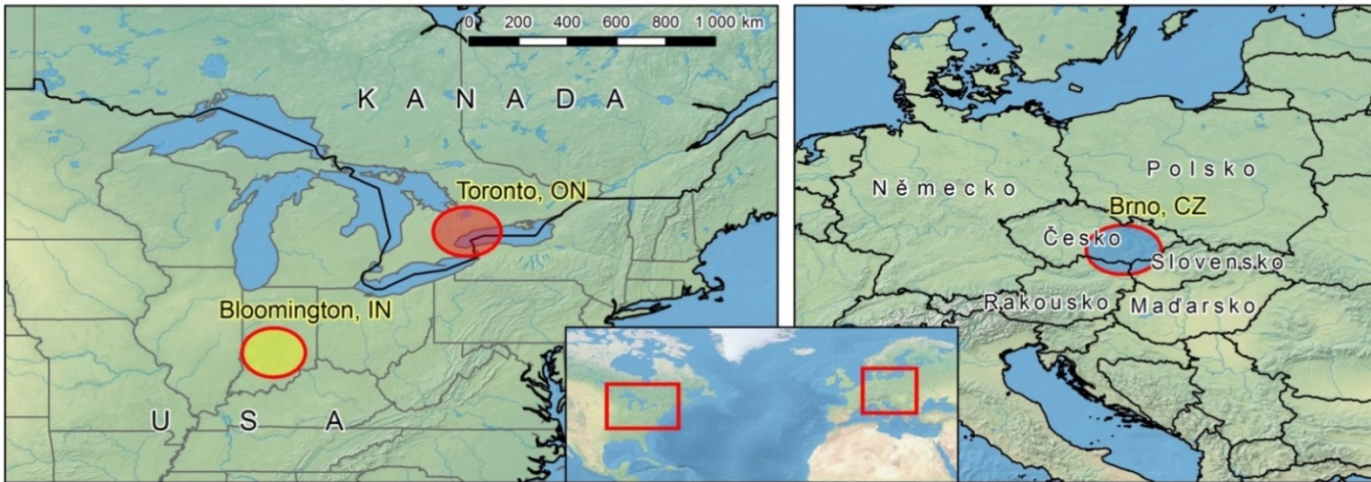 0 200 400 600 800 1 000 km
K A N A D A
Toronto, ON
Bloomington, IN
U S A
Polsko
Německo
Brno, CZ
Česko
Slovensko
Rakousko
Maďarsko